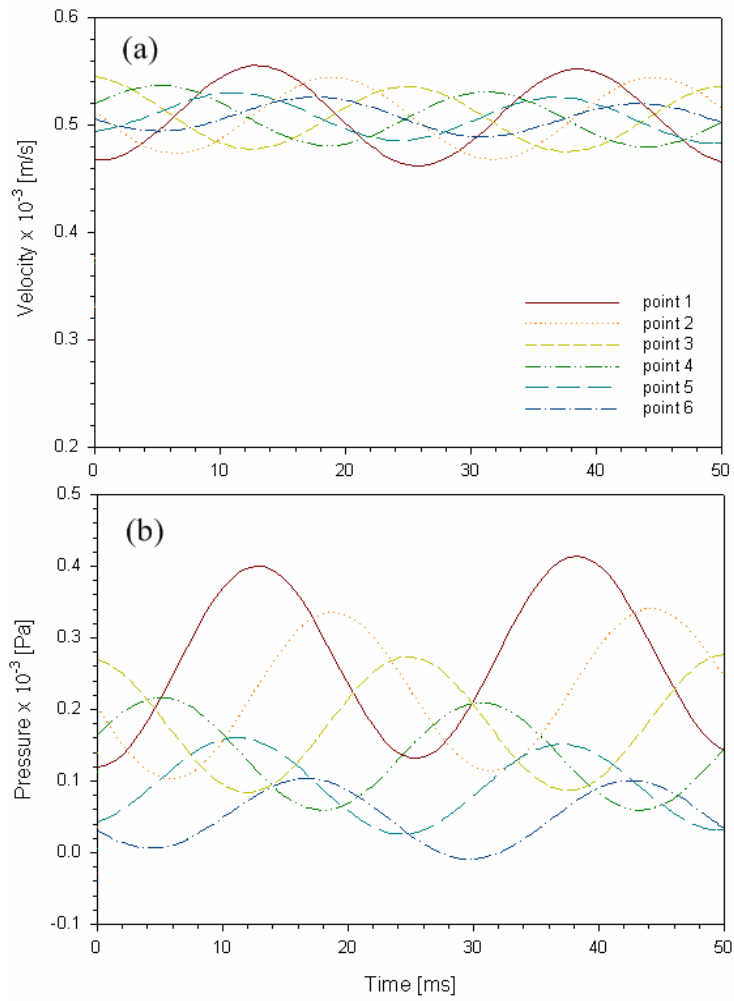 (a)
Velocity x 10⁻³ [m/s]
0.6
0.5
0.4
0.3
0.2
point 1
point 2
point 3
point 4
point 5
point 6
0 10 20 30 40 50
(b)
Pressure x 10⁻³ [Pa]
0.5
0.4
0.3
0.2
0.1
0.0
-0.1
0 10 20 30 40 50
Time [ms]